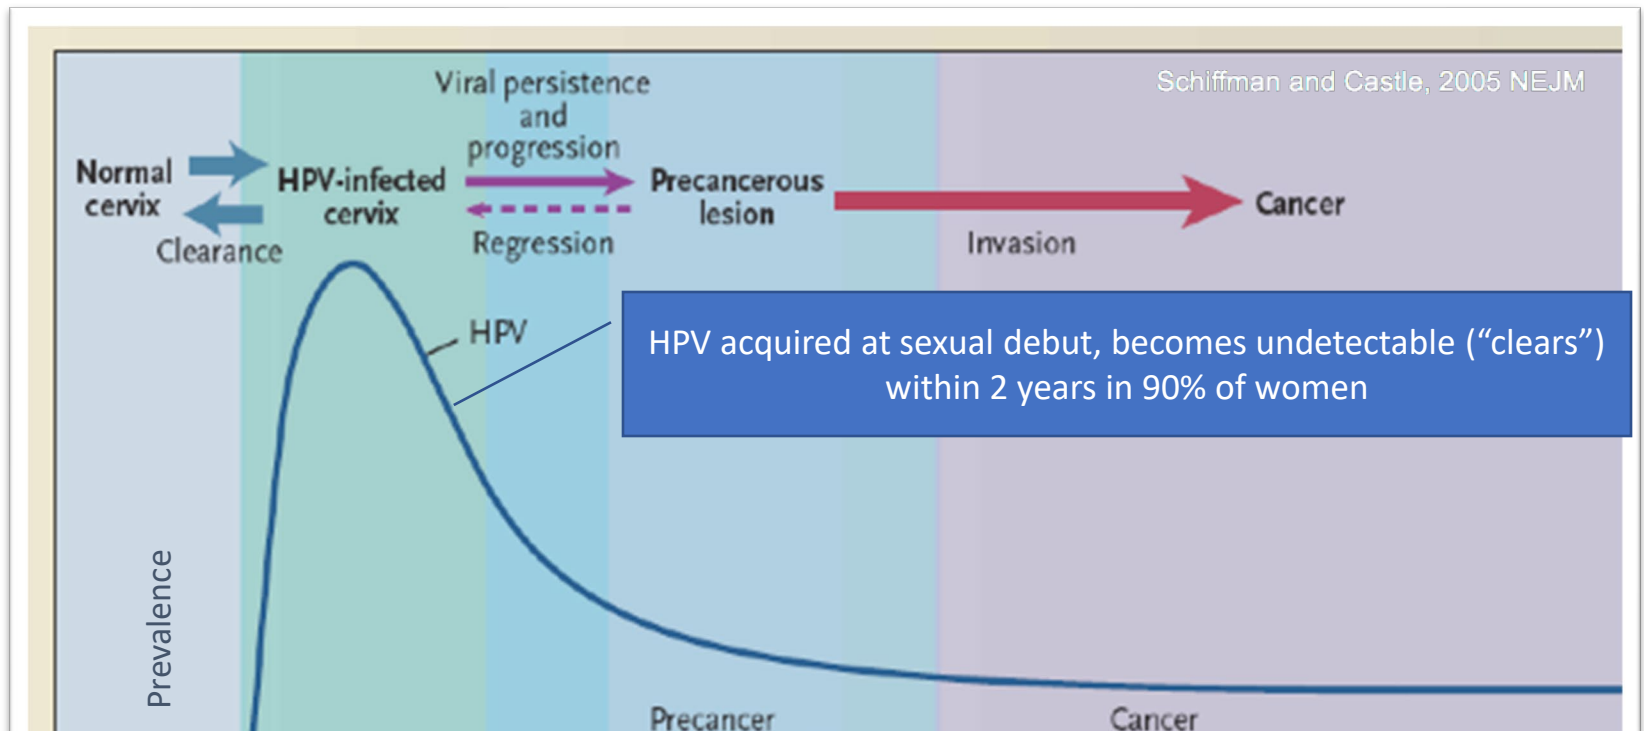 Schiffman and Castle, 2005 NEJM
Viral persistence
and
progression
Normal
cervix
HPV-infected
cervix
Precancerous
lesion
Cancer
Clearance
Regression
Invasion
HPV
HPV acquired at sexual debut, becomes undetectable (“clears”)
within 2 years in 90% of women
Prevalence
Precancer
Cancer